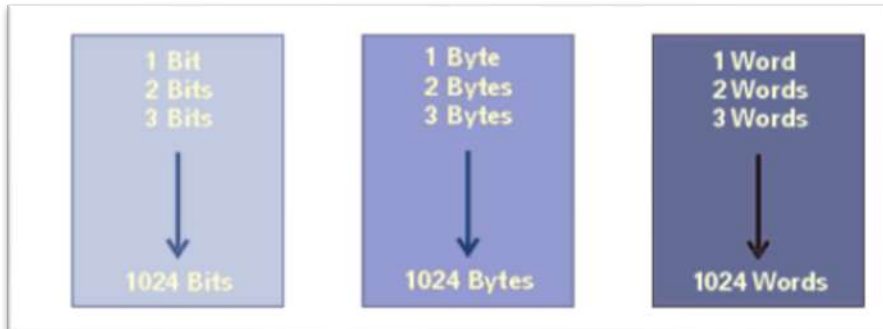 1 Bit
2 Bits
3 Bits
1024 Bits
1 Byte
2 Bytes
3 Bytes
1024 Bytes
1 Word
2 Words
3 Words
1024 Words